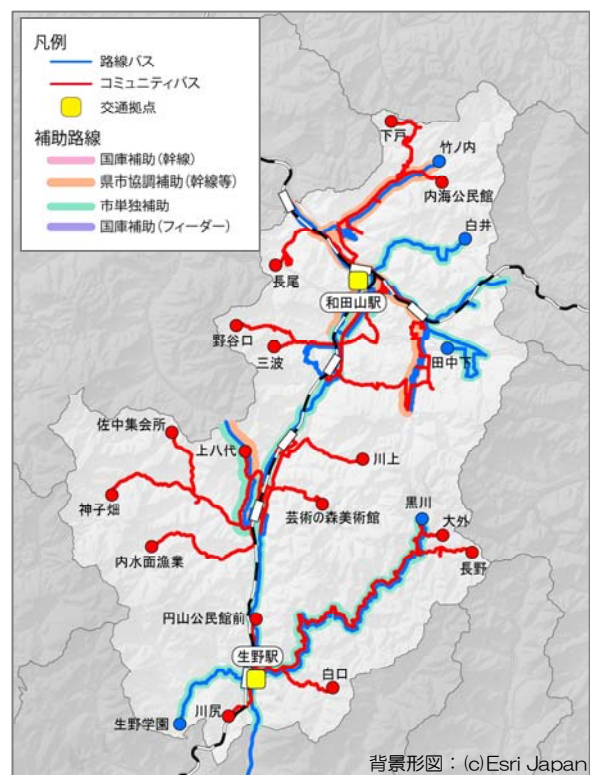 凡例
路線バス
コミュニティバス
交通拠点
補助路線
国庫補助(幹線)
県市協調補助(幹線等)
市単独補助
国庫補助(フィーダー)
下戸
竹ノ内
内海公民館
白井
長尾
和田山駅
野谷口
三波
田中下
佐中集会所
上八代
川上
神子畑
芸術の森美術館
黒川
大外
内水面漁業
長野
円山公民館前
生野駅
白口
川尻
生野学園
背景形図:(c)Esri Japan